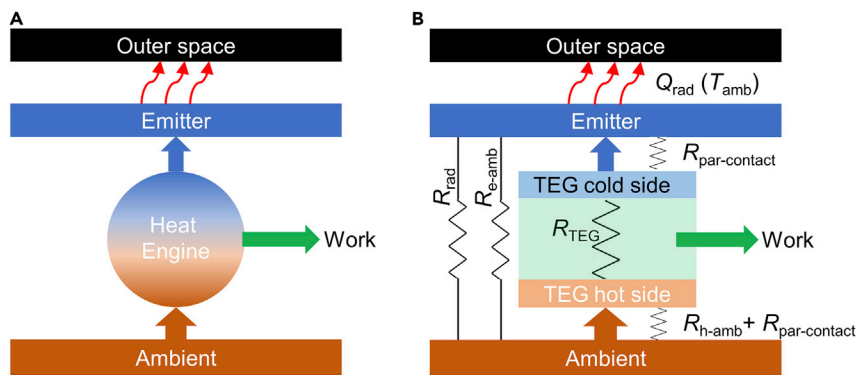 A
Outer space
Emitter
Heat
Engine
Work
Ambient
B
Outer space
Q_rad (T_amb)
Emitter
R_par-contact
R_rad
R_e-amb
TEG cold side
R_TEG
Work
TEG hot side
R_h-amb + R_par-contact
Ambient